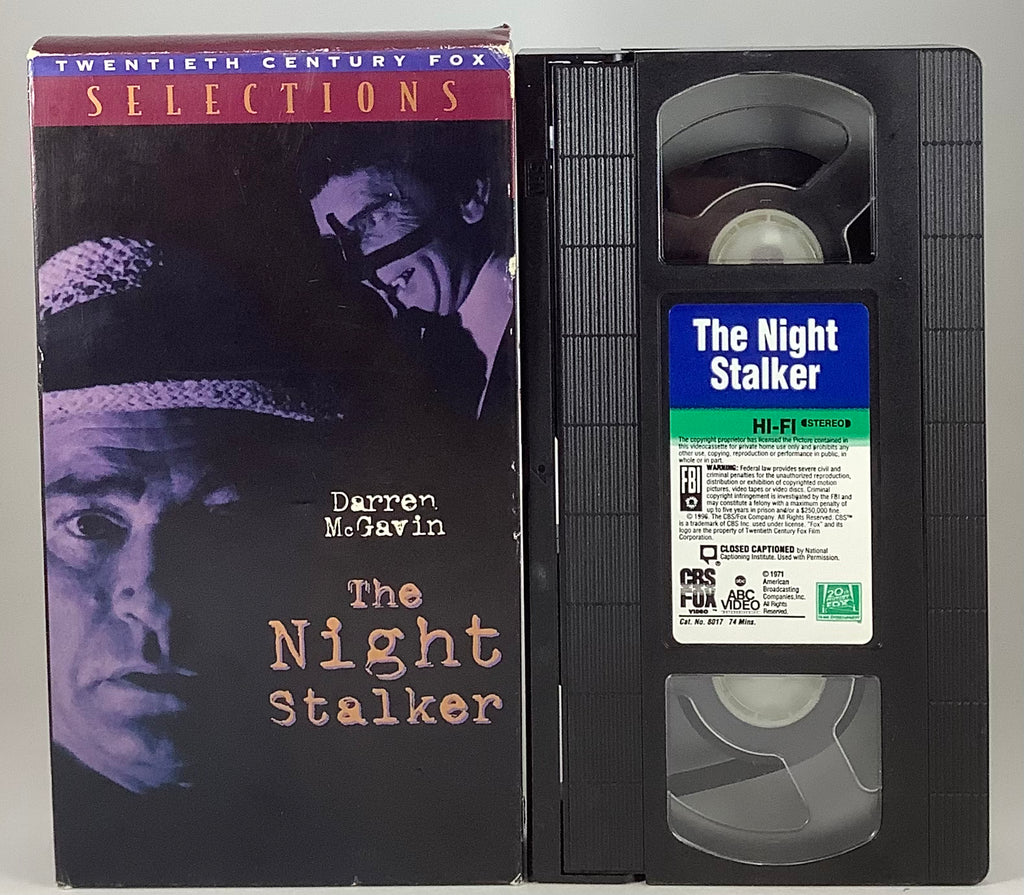 TWENTIETH CENTURY FOX
SELECTIONS
Darren
McGavin
The
Night
Stalker
VHS
The Night
Stalker
HI-FI STEREO
The copyright proprietor has licensed the Picture contained in
this videocassette for private home use only and prohibits any
other use, copying, reproduction or performance in public, in
whole or in part.
FBI
WARNING: Federal law provides severe civil and
criminal penalties for the unauthorized reproduction,
distribution or exhibition of copyrighted motion
pictures, video tapes or video discs. Criminal
copyright infringement is investigated by the FBI and
may constitute a felony with a maximum penalty of
up to five years in prison and/or a $250,000 fine
© 1996 The CBS/Fox Company. All Rights Reserved. CBS™
is a trademark of CBS Inc. used under license. "Fox" and its
logo are the property of Twentieth Century Fox Film
Corporation.
CLOSED CAPTIONED by National
Captioning Institute. Used with Permission.
CBS
FOX
VIDEO
abc
ABC
VIDEO
© 1971
American
Broadcasting
Companies, Inc.
All Rights
Reserved.
20th
CENTURY
FOX
Cat. No. 8017 74 Mins.